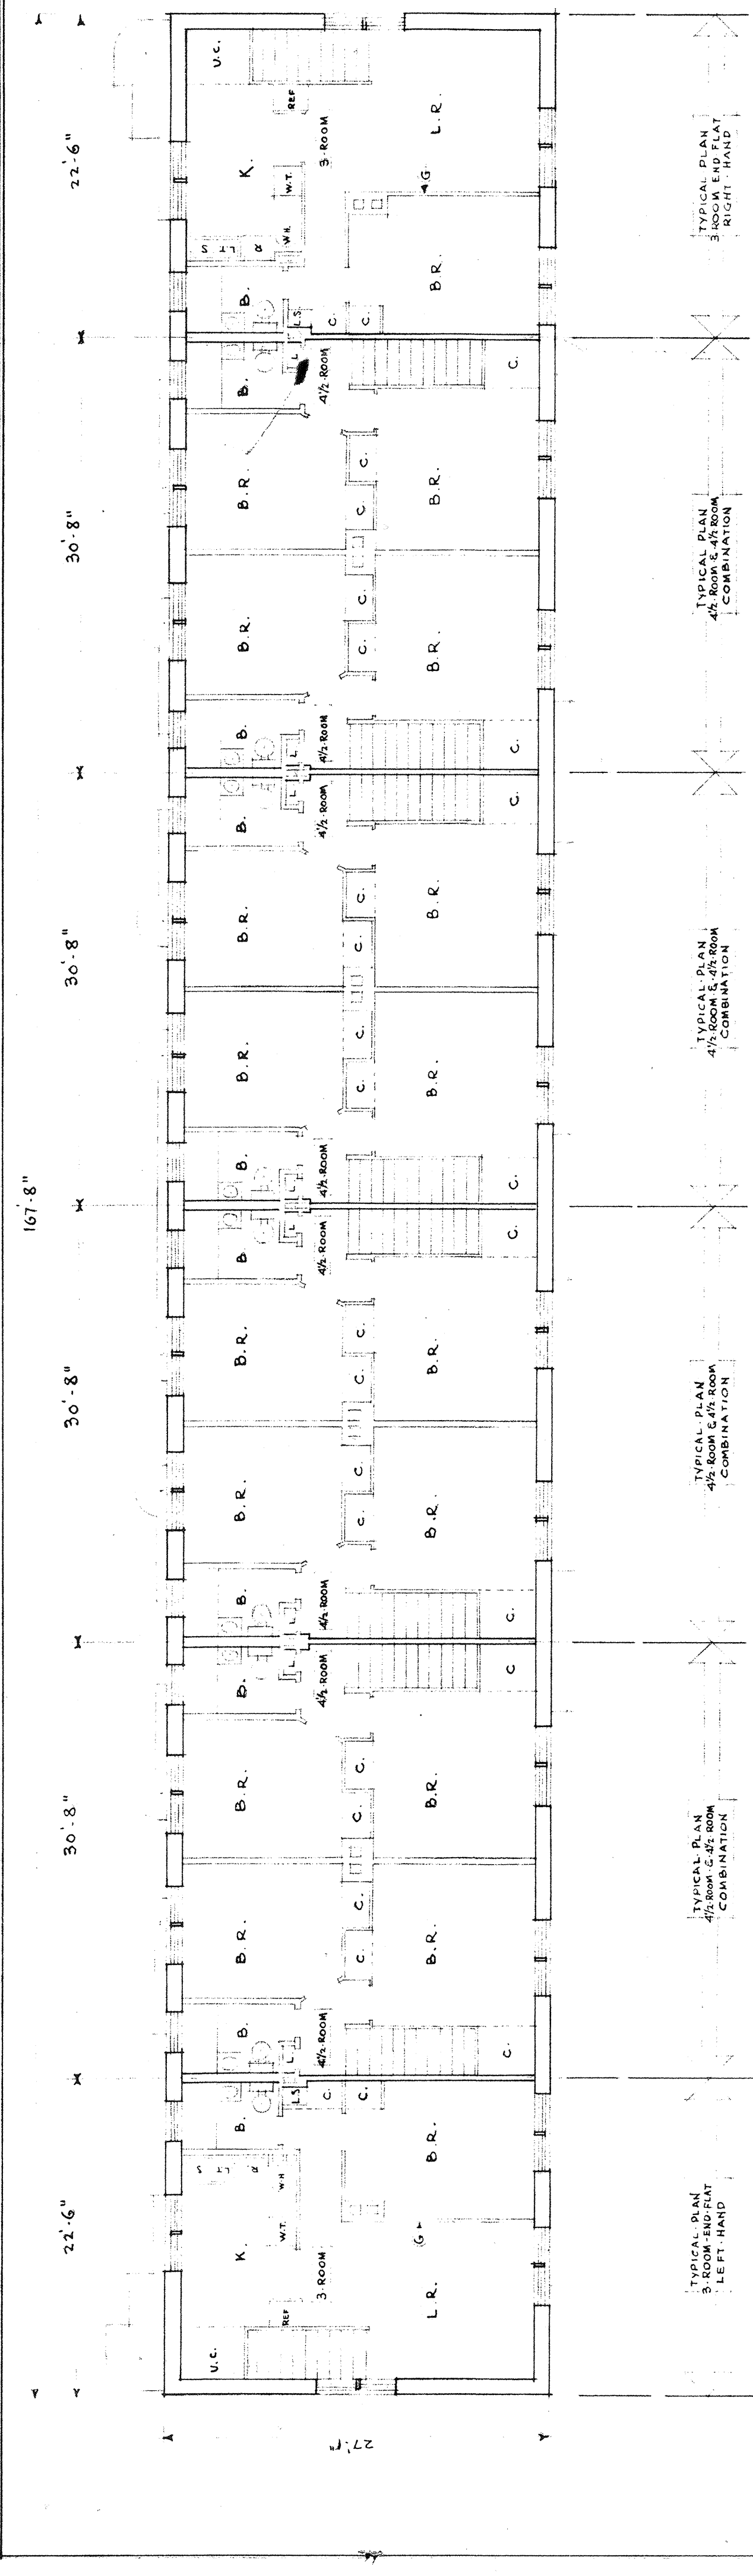 167'-8"
22'-6"
30'-8"
30'-8"
30'-8"
30'-8"
22'-6"
27'-1"
U.C.
K.
REF
W.T.
W.H.
S
L T
R
B.
L.S.
C.
C.
3-ROOM
L.R.
G
B.R.
B.
L
4½-ROOM
C.
B.R.
B.R.
C.
C.
C.
C.
B.R.
B.R.
B.
B.
L
L
4½-ROOM
4½-ROOM
C
C.
B.R.
B.R.
C.
C.
C.
C.
B.R.
B.R.
B.
B.
L
L
4½-ROOM
4½-ROOM
C.
C.
B.R.
B.R.
C.
C.
C.
C.
B.R.
B.R.
B.
B.
L
L
4½-ROOM
4½-ROOM
C.
C.
B.R.
B.R.
C.
C.
C.
C.
B.R.
B.R.
B.
L
4½-ROOM
C.
B.
L.S.
C.
C.
S
L T
R
K.
W.H.
W.T.
REF
U.C.
3-ROOM
B.R.
G
L.R.
TYPICAL-PLAN
3-ROOM-END-FLAT
LEFT-HAND
TYPICAL-PLAN
4½-ROOM-&-4½-ROOM
COMBINATION
TYPICAL-PLAN
4½-ROOM & 4½-ROOM
COMBINATION
TYPICAL-PLAN
4½-ROOM & 4½-ROOM
COMBINATION
TYPICAL PLAN
4½-ROOM & 4½ ROOM
COMBINATION
TYPICAL PLAN
3 ROOM END FLAT
RIGHT-HAND